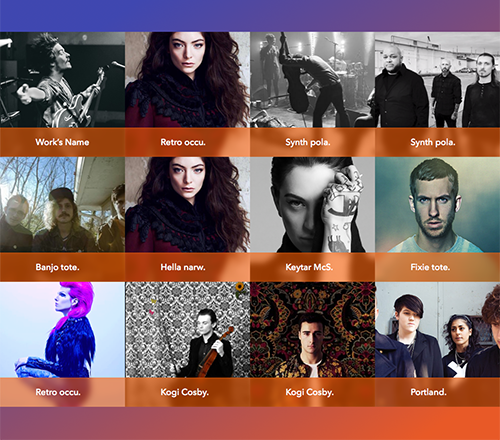 Work's Name
Retro occu.
Synth pola.
Synth pola.
Banjo tote.
Hella narw.
Keytar McS.
Fixie tote.
Retro occu.
Kogi Cosby.
Kogi Cosby.
Portland.